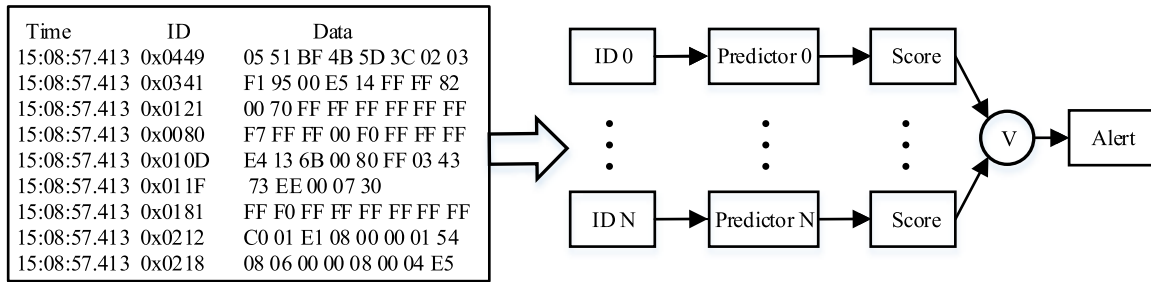 Time ID Data
15:08:57.413 0x0449 05 51 BF 4B 5D 3C 02 03
15:08:57.413 0x0341 F1 95 00 E5 14 FF FF 82
15:08:57.413 0x0121 00 70 FF FF FF FF FF FF
15:08:57.413 0x0080 F7 FF FF 00 F0 FF FF FF
15:08:57.413 0x010D E4 13 6B 00 80 FF 03 43
15:08:57.413 0x011F 73 EE 00 07 30
15:08:57.413 0x0181 FF F0 FF FF FF FF FF FF
15:08:57.413 0x0212 C0 01 E1 08 00 00 01 54
15:08:57.413 0x0218 08 06 00 00 08 00 04 E5
ID 0 Predictor 0 Score
V Alert
ID N Predictor N Score